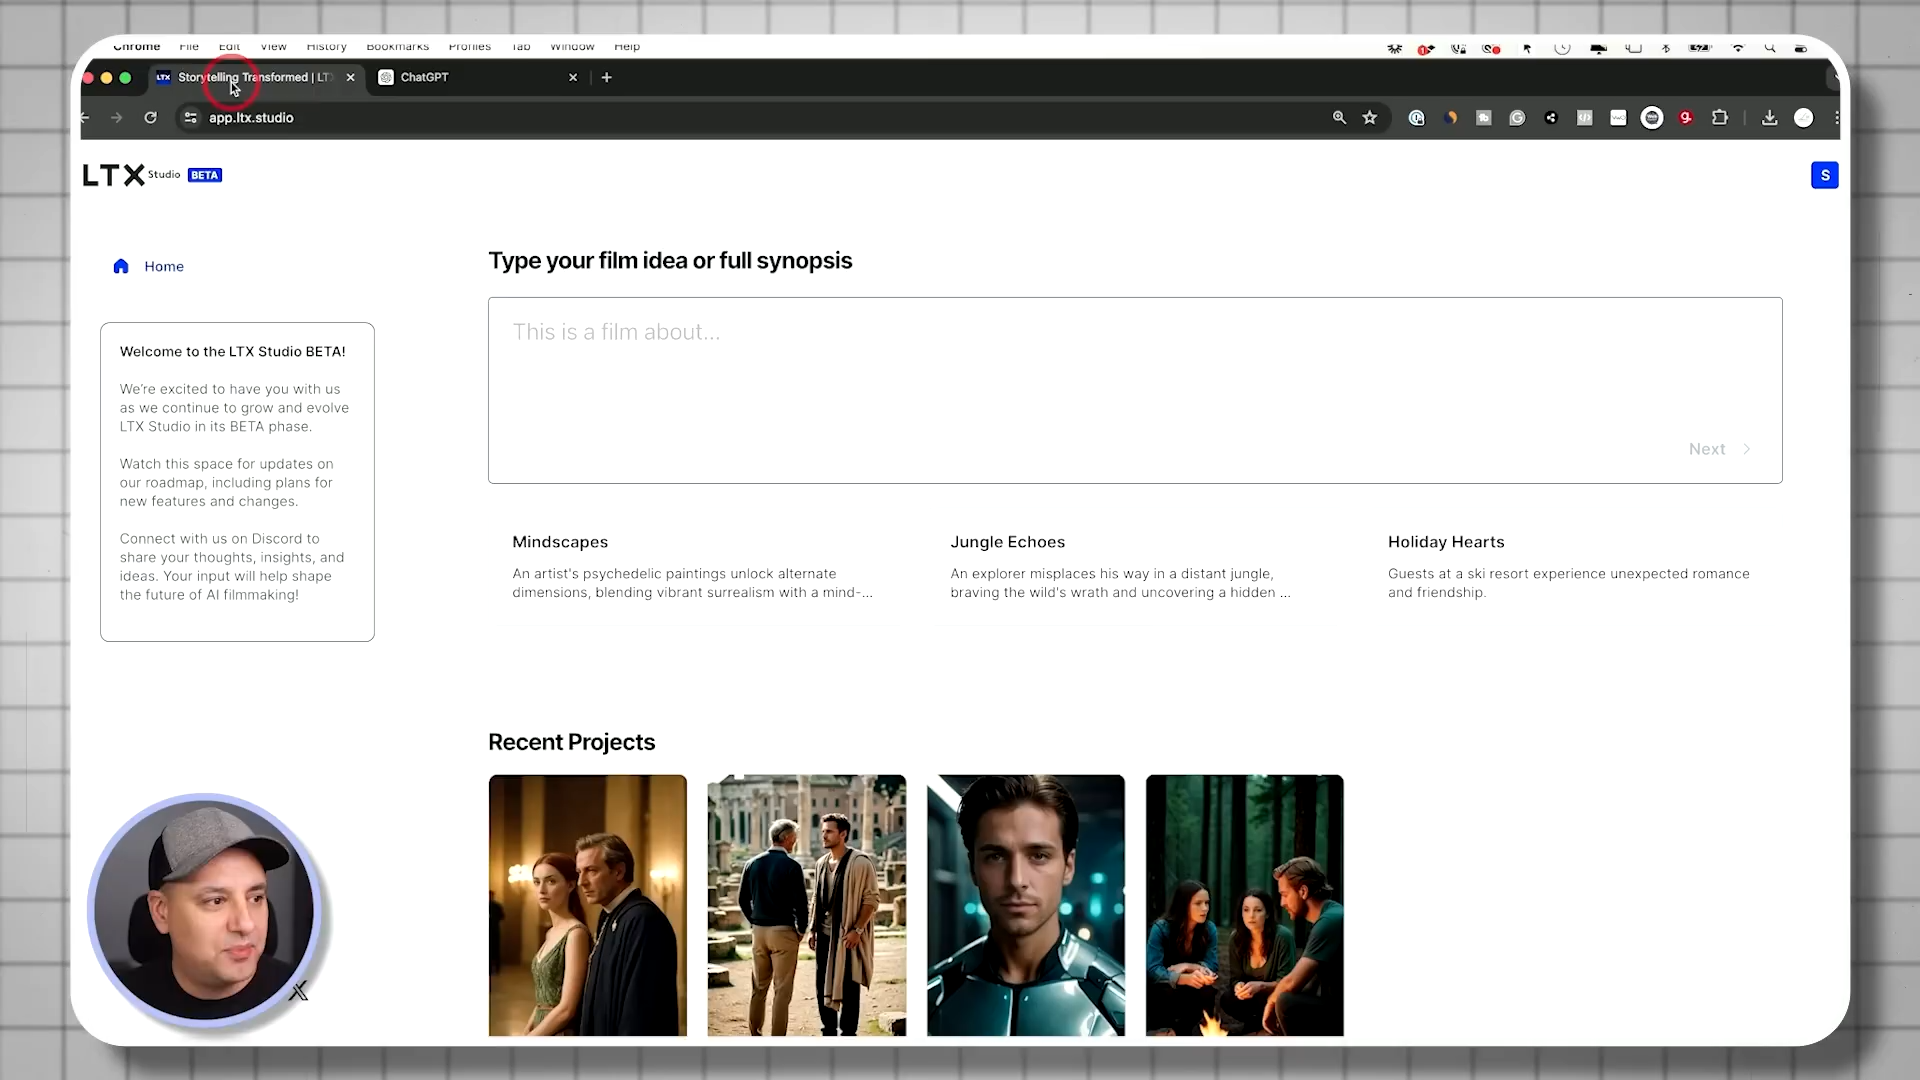 Chrome File Edit View History Bookmarks Profiles Tab Window Help
LTX Storytelling Transformed | LT
ChatGPT
app.ltx.studio
LTX Studio BETA
S
Home
Welcome to the LTX Studio BETA!
We're excited to have you with us
as we continue to grow and evolve
LTX Studio in its BETA phase.
Watch this space for updates on
our roadmap, including plans for
new features and changes.
Connect with us on Discord to
share your thoughts, insights, and
ideas. Your input will help shape
the future of AI filmmaking!
Type your film idea or full synopsis
This is a film about...
Next
Mindscapes
An artist's psychedelic paintings unlock alternate
dimensions, blending vibrant surrealism with a mind-...
Jungle Echoes
An explorer misplaces his way in a distant jungle,
braving the wild's wrath and uncovering a hidden ...
Holiday Hearts
Guests at a ski resort experience unexpected romance
and friendship.
Recent Projects